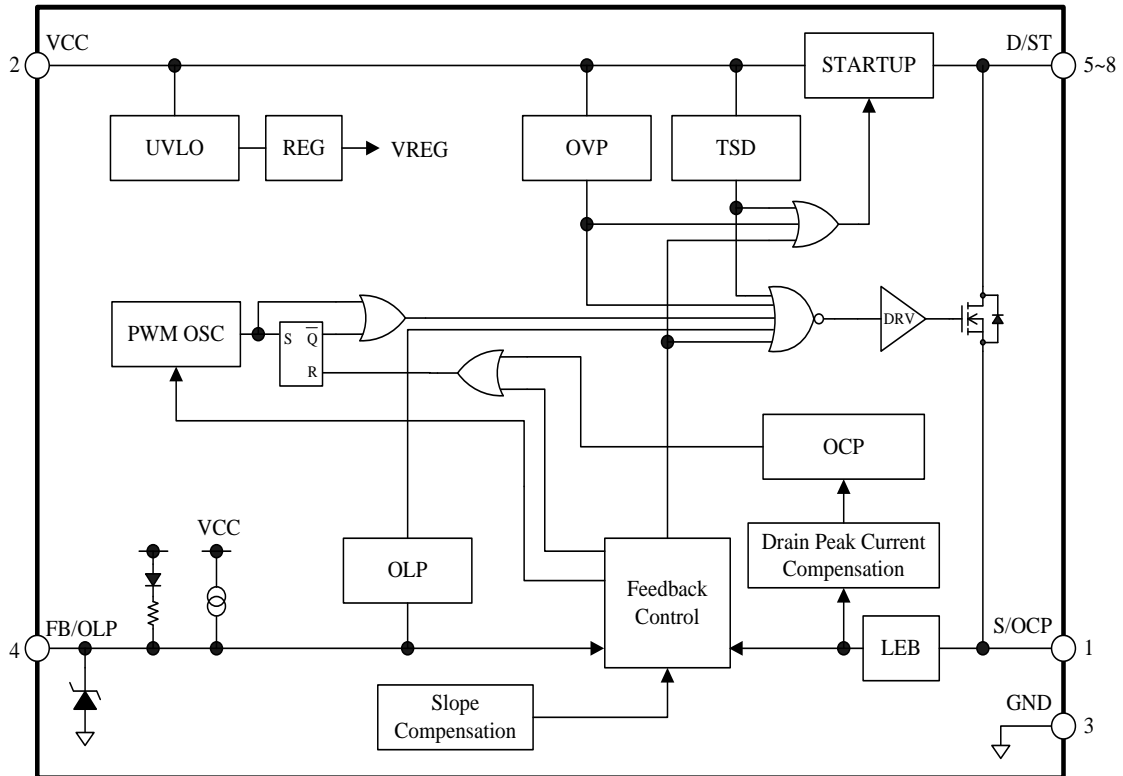 VCC
D/ST
2
5~8
STARTUP
UVLO
REG
VREG
OVP
TSD
PWM OSC
S
Q̅
R
DRV
OCP
VCC
OLP
Feedback
Control
Drain Peak Current
Compensation
FB/OLP
S/OCP
4
1
LEB
Slope
Compensation
GND
3